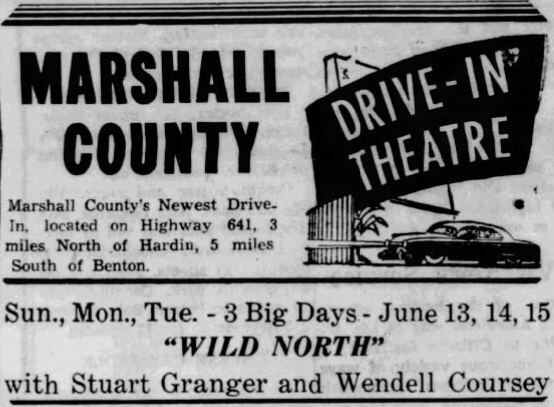 MARSHALL
COUNTY
DRIVE-IN
THEATRE
Marshall County's Newest Drive-
In, located on Highway 641, 3
miles North of Hardin, 5 miles
South of Benton.
Sun., Mon., Tue. - 3 Big Days - June 13, 14, 15
"WILD NORTH"
with Stuart Granger and Wendell Coursey